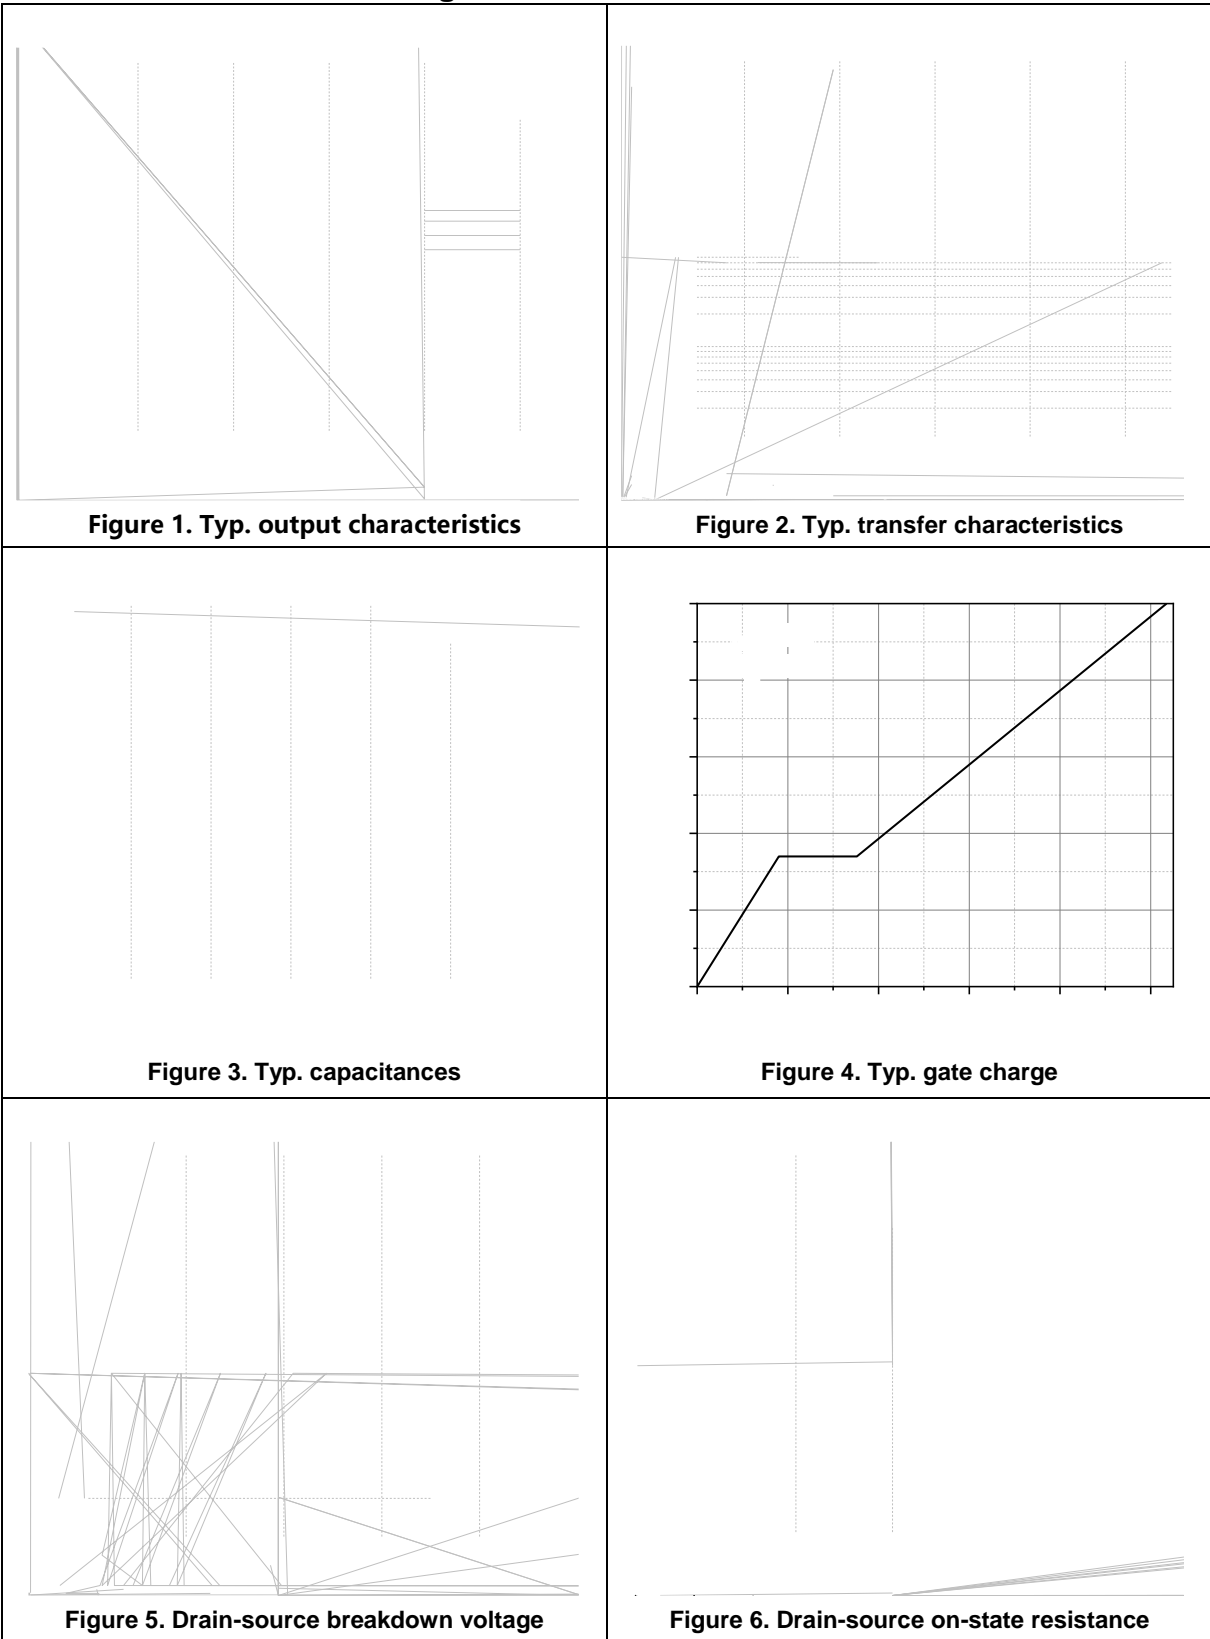 Figure 1. Typ. output characteristics
Figure 2. Typ. transfer characteristics
Figure 3. Typ. capacitances
Figure 4. Typ. gate charge
Figure 5. Drain-source breakdown voltage
Figure 6. Drain-source on-state resistance